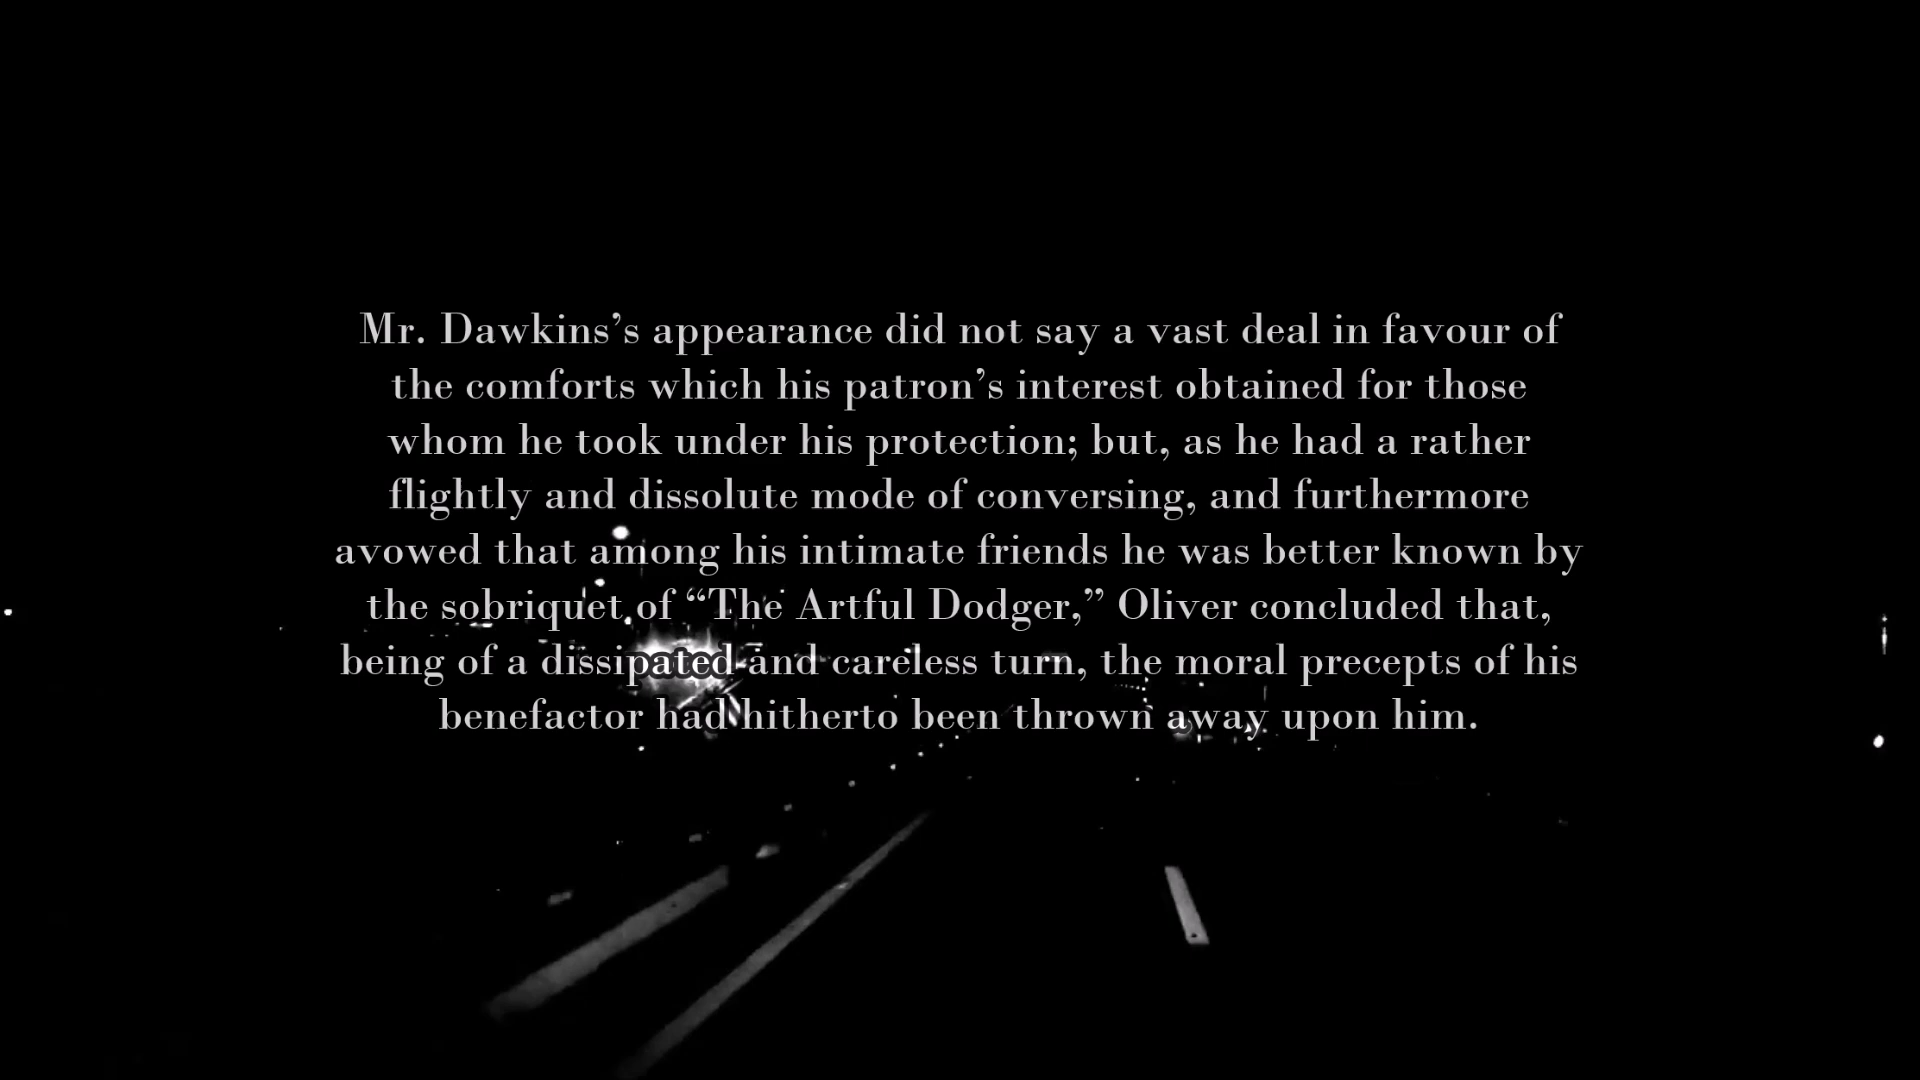 Mr. Dawkins’s appearance did not say a vast deal in favour of
the comforts which his patron’s interest obtained for those
whom he took under his protection; but, as he had a rather
flightly and dissolute mode of conversing, and furthermore
avowed that among his intimate friends he was better known by
the sobriquet of “The Artful Dodger,” Oliver concluded that,
being of a dissipated and careless turn, the moral precepts of his
benefactor had hitherto been thrown away upon him.